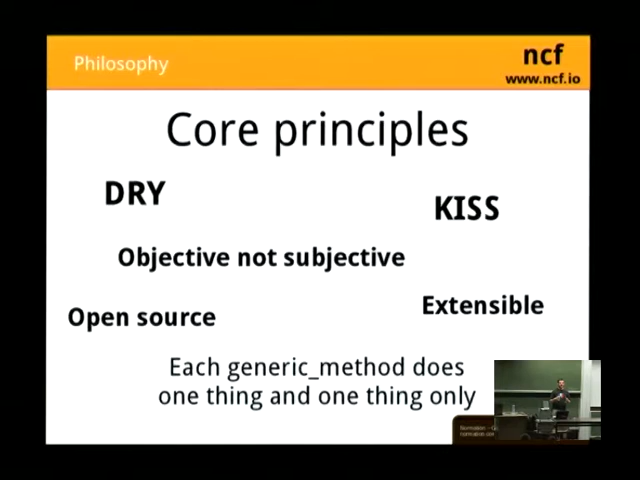 Philosophy
ncf
www.ncf.io
Core principles
DRY
KISS
Objective not subjective
Extensible
Open source
Each generic_method does
one thing and one thing only